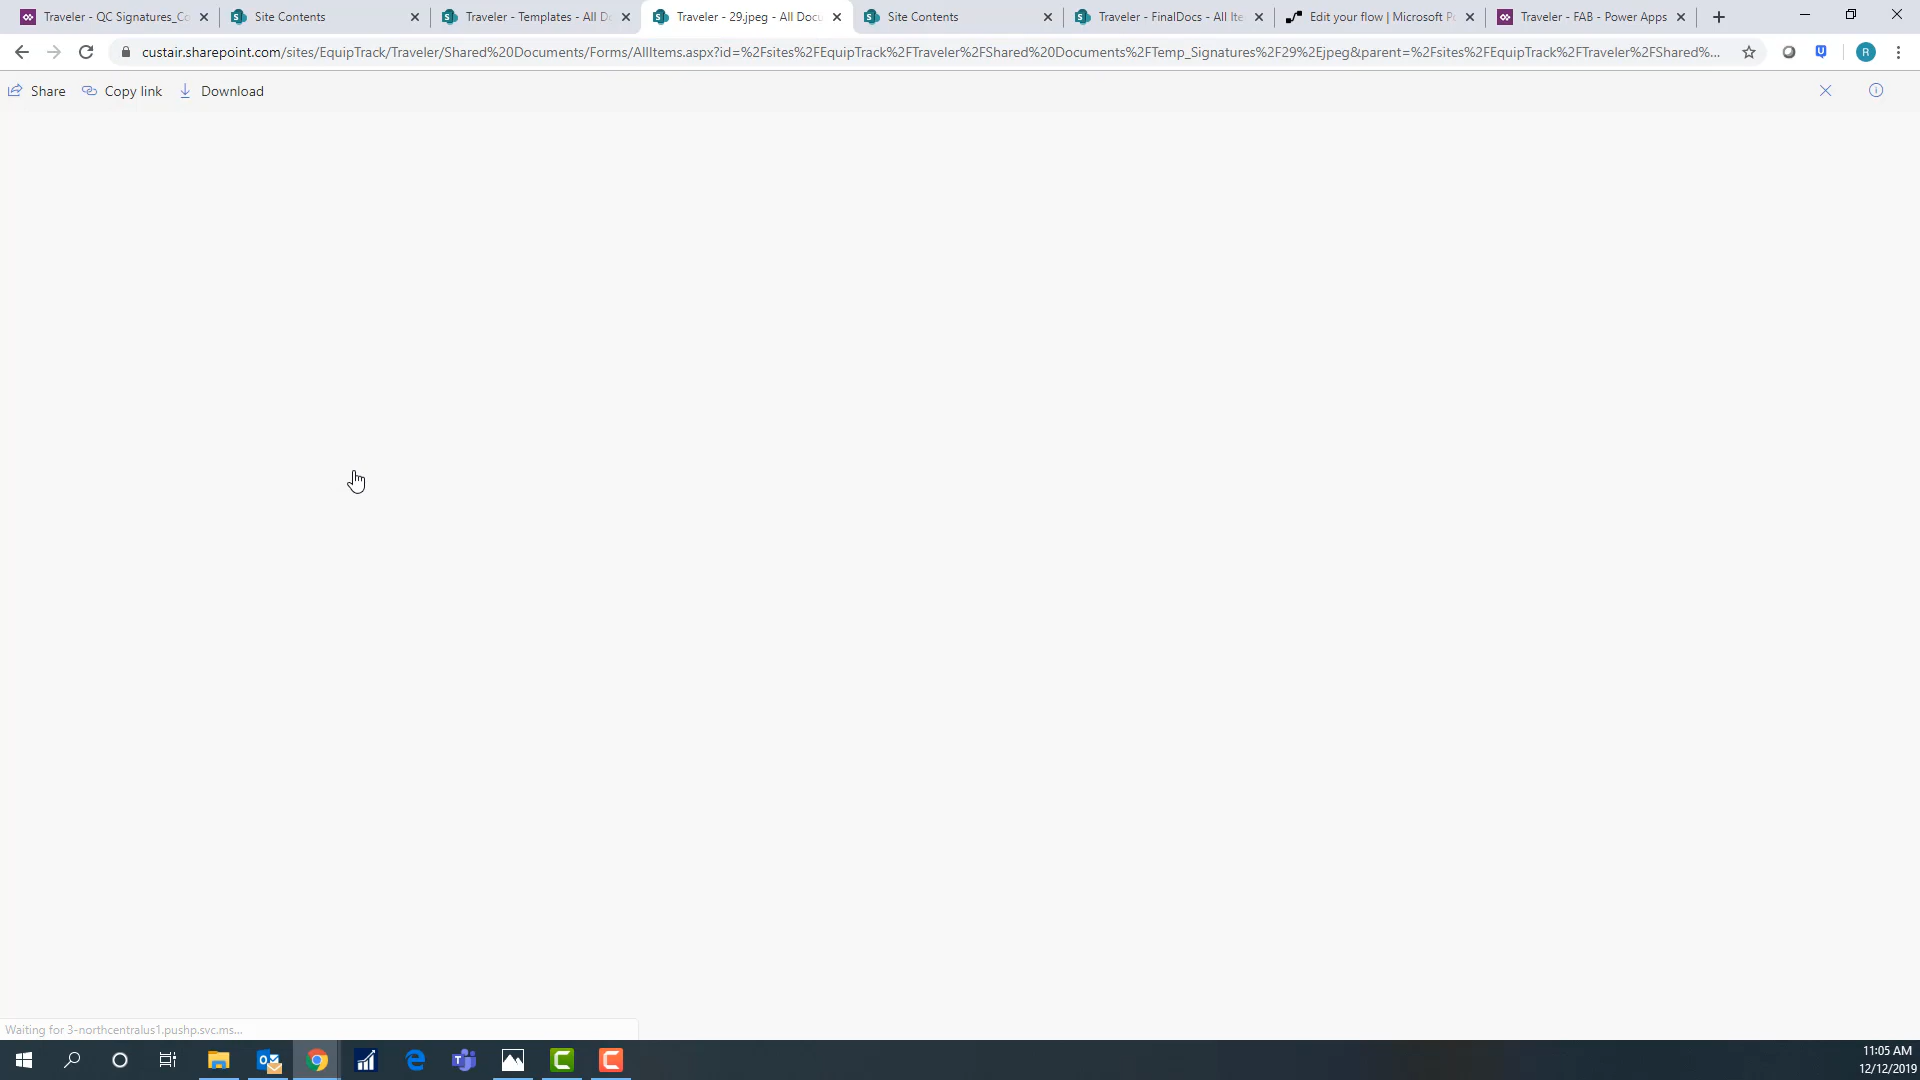 Traveler - QC Signatures_Co
Site Contents
Traveler - Templates - All D
Traveler - 29.jpeg - All Docu
Site Contents
Traveler - FinalDocs - All Ite
Edit your flow | Microsoft P
Traveler - FAB - Power Apps
custair.sharepoint.com/sites/EquipTrack/Traveler/Shared%20Documents/Forms/AllItems.aspx?id=%2Fsites%2FEquipTrack%2FTraveler%2FShared%20Documents%2FTemp_Signatures%2F29%2Ejpeg&parent=%2Fsites%2FEquipTrack%2FTraveler%2FShared%...
R
Share
Copy link
Download
Waiting for 3-northcentralus1.pushp.svc.ms...
11:05 AM
12/12/2019